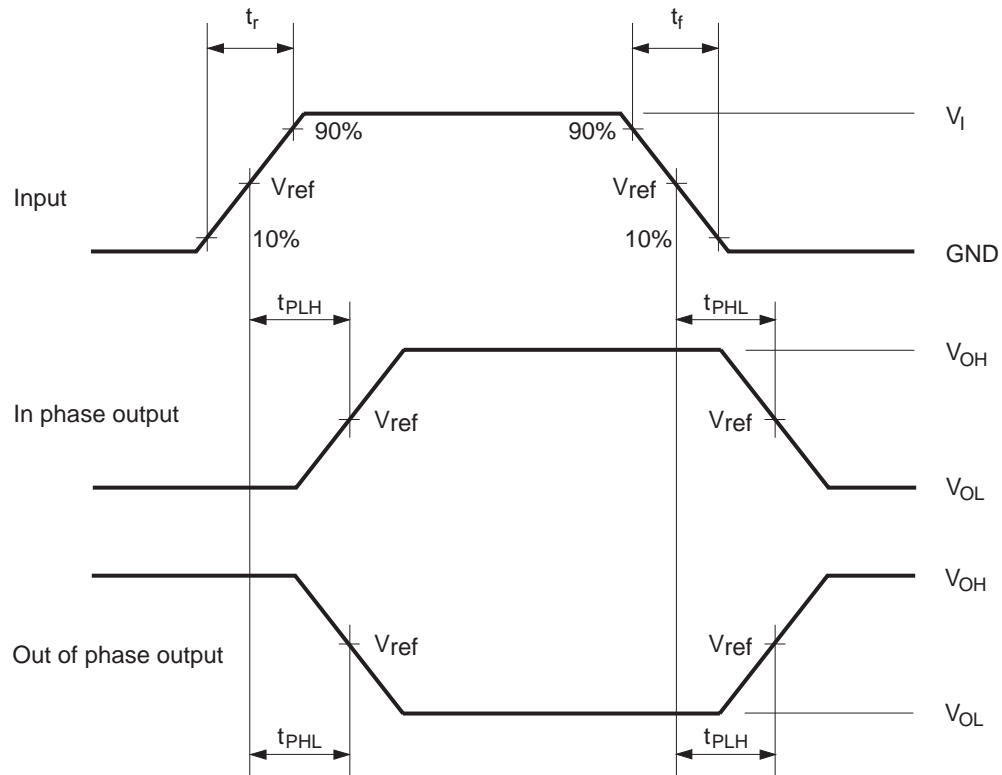 tr
tf
VI
90%
90%
Input
Vref
Vref
10%
10%
GND
tPLH
tPHL
VOH
In phase output
Vref
Vref
VOL
VOH
Out of phase output
Vref
Vref
VOL
tPHL
tPLH